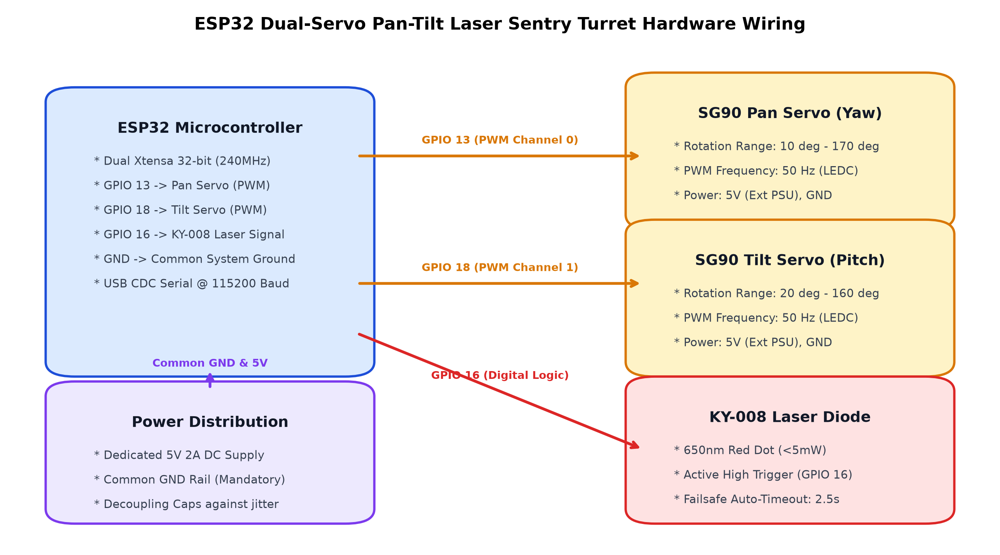 ESP32 Dual-Servo Pan-Tilt Laser Sentry Turret Hardware Wiring
ESP32 Microcontroller
* Dual Xtensa 32-bit (240MHz)
* GPIO 13 -> Pan Servo (PWM)
* GPIO 18 -> Tilt Servo (PWM)
* GPIO 16 -> KY-008 Laser Signal
* GND -> Common System Ground
* USB CDC Serial @ 115200 Baud
Common GND & 5V
Power Distribution
* Dedicated 5V 2A DC Supply
* Common GND Rail (Mandatory)
* Decoupling Caps against jitter
GPIO 13 (PWM Channel 0)
GPIO 18 (PWM Channel 1)
GPIO 16 (Digital Logic)
SG90 Pan Servo (Yaw)
* Rotation Range: 10 deg - 170 deg
* PWM Frequency: 50 Hz (LEDC)
* Power: 5V (Ext PSU), GND
SG90 Tilt Servo (Pitch)
* Rotation Range: 20 deg - 160 deg
* PWM Frequency: 50 Hz (LEDC)
* Power: 5V (Ext PSU), GND
KY-008 Laser Diode
* 650nm Red Dot (<5mW)
* Active High Trigger (GPIO 16)
* Failsafe Auto-Timeout: 2.5s